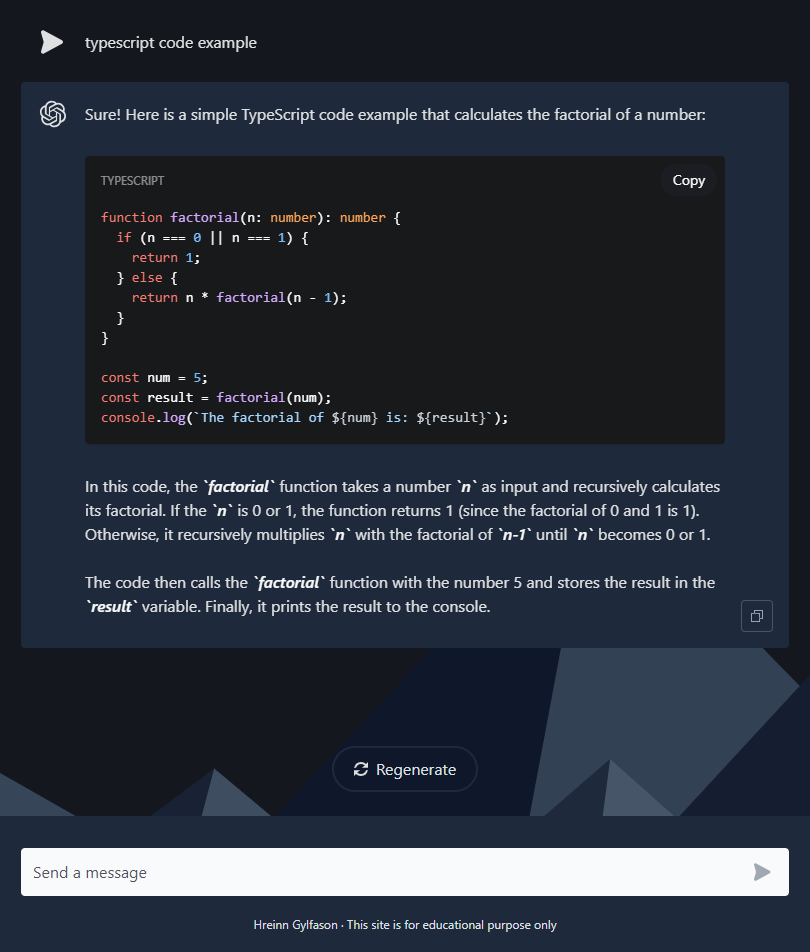 typescript code example
Sure! Here is a simple TypeScript code example that calculates the factorial of a number:
TYPESCRIPT
Copy
function factorial(n: number): number {
  if (n === 0 || n === 1) {
    return 1;
  } else {
    return n * factorial(n - 1);
  }
}
const num = 5;
const result = factorial(num);
console.log(`The factorial of ${num} is: ${result}`);
In this code, the `factorial` function takes a number `n` as input and recursively calculates
its factorial. If the `n` is 0 or 1, the function returns 1 (since the factorial of 0 and 1 is 1).
Otherwise, it recursively multiplies `n` with the factorial of `n-1` until `n` becomes 0 or 1.
The code then calls the `factorial` function with the number 5 and stores the result in the
`result` variable. Finally, it prints the result to the console.
Regenerate
Send a message
Hreinn Gylfason · This site is for educational purpose only